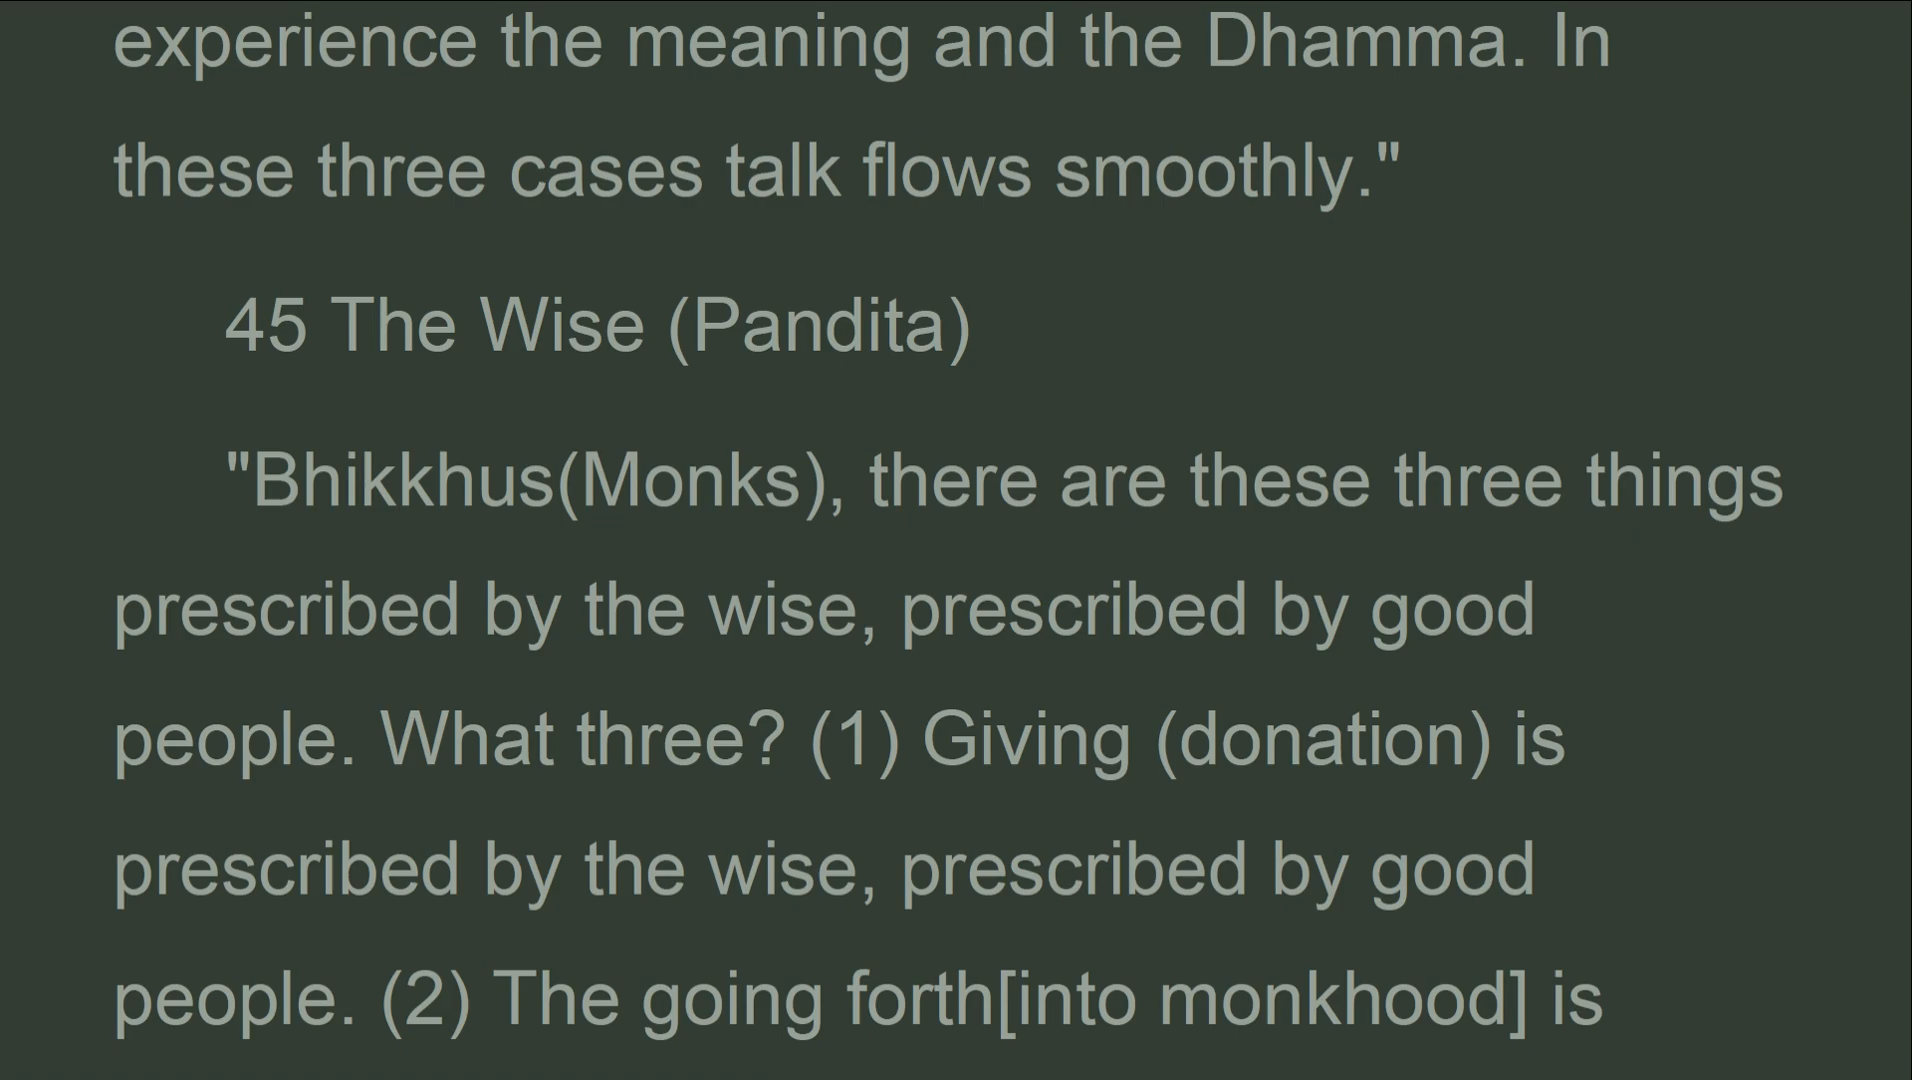 experience the meaning and the Dhamma. In
these three cases talk flows smoothly."
45 The Wise (Pandita)
"Bhikkhus(Monks), there are these three things
prescribed by the wise, prescribed by good
people. What three? (1) Giving (donation) is
prescribed by the wise, prescribed by good
people. (2) The going forth[into monkhood] is